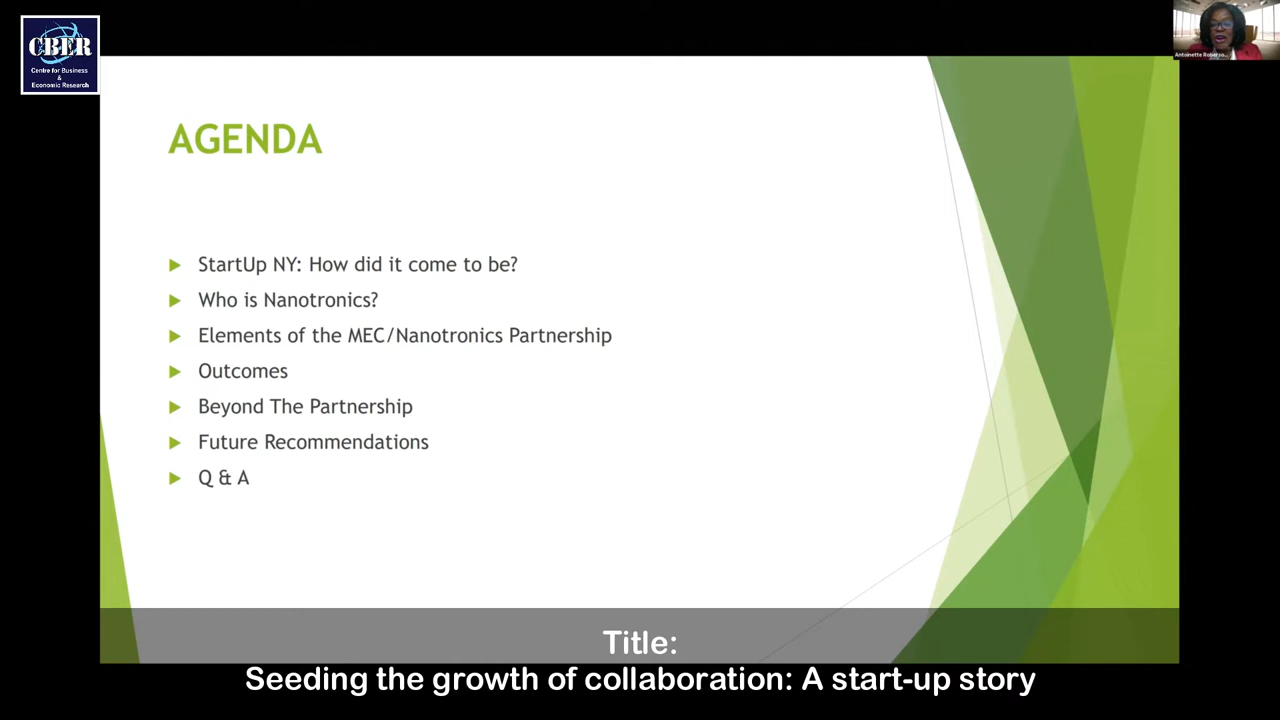 CBER
Centre for Business
&
Economic Research
Antoinette Roberso...
AGENDA
StartUp NY: How did it come to be?
Who is Nanotronics?
Elements of the MEC/Nanotronics Partnership
Outcomes
Beyond The Partnership
Future Recommendations
Q & A
Title:
Seeding the growth of collaboration: A start-up story